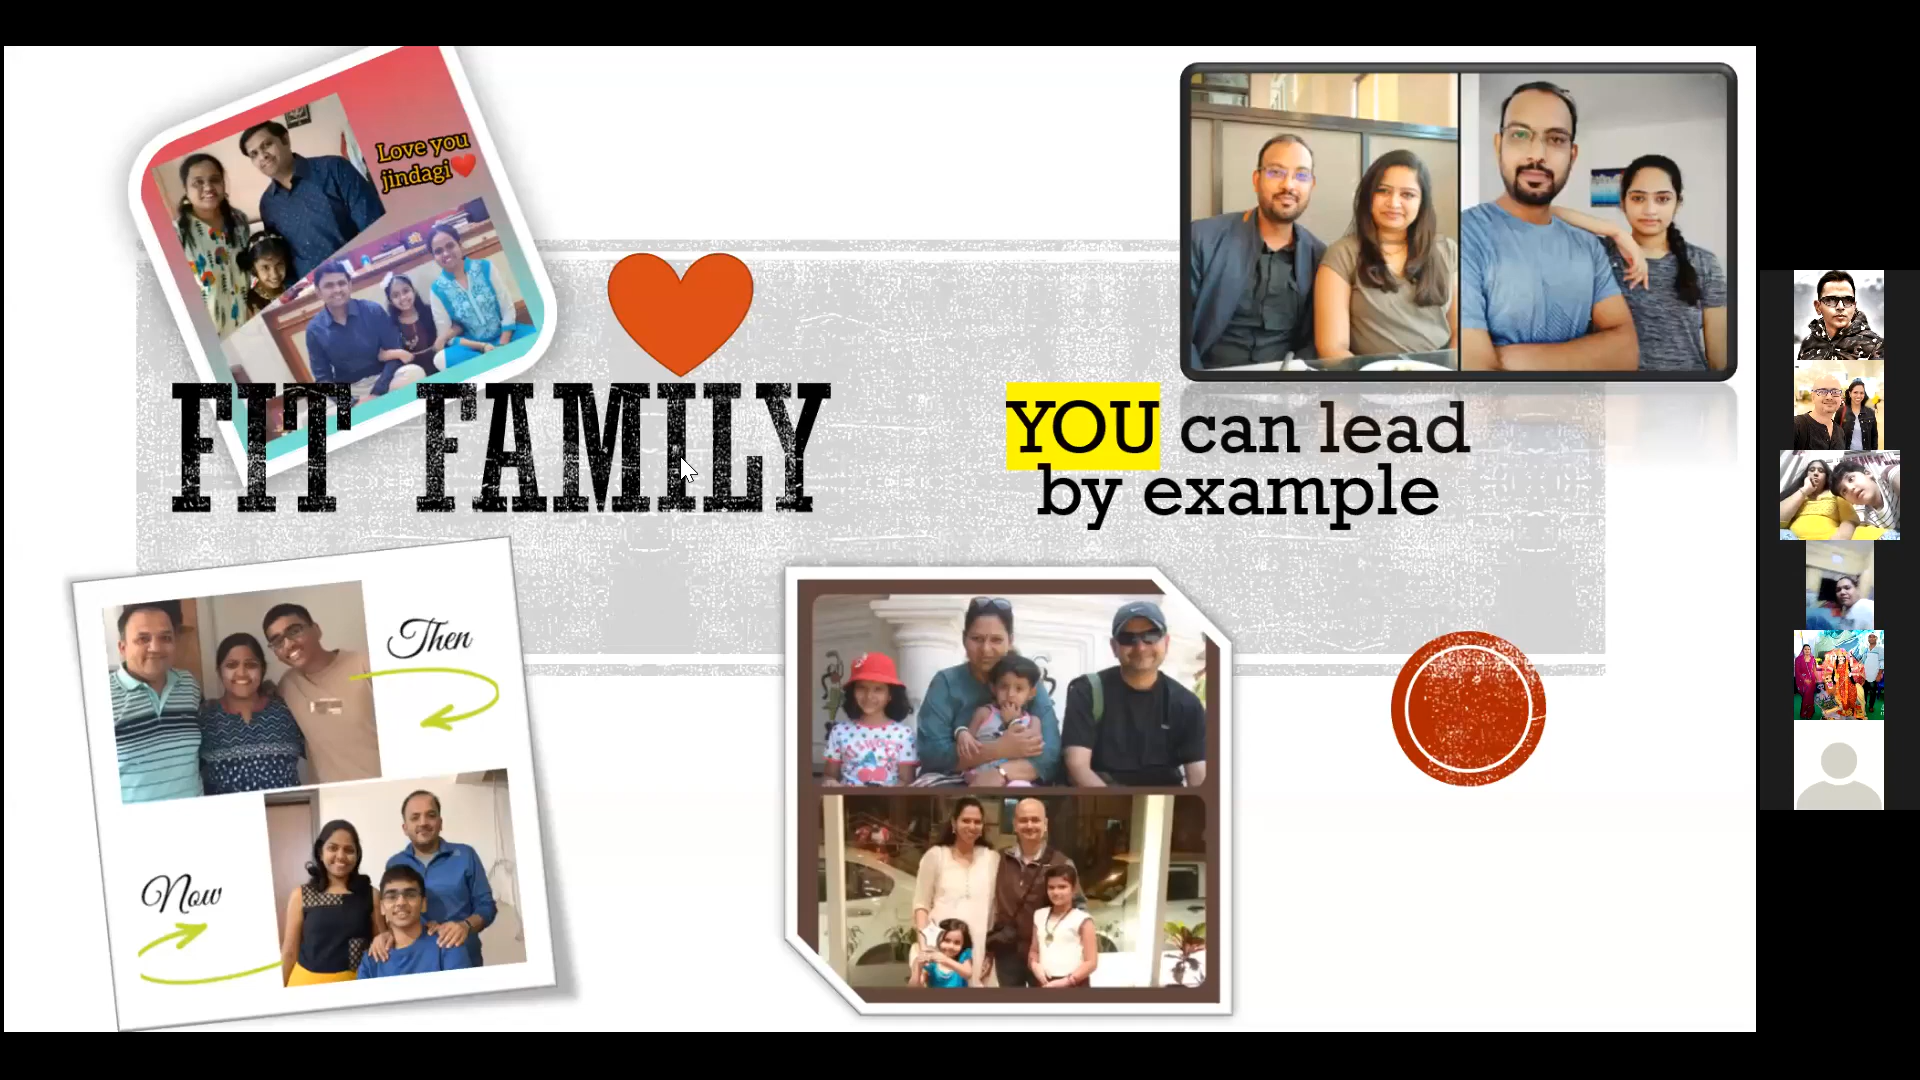 Love you
jindagi
FIT FAMILY
YOU can lead
by example
Then
Now